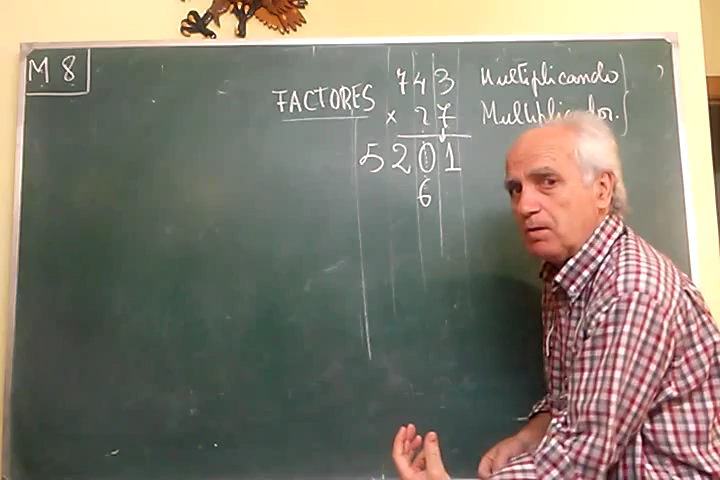 M 8
743 Multiplicando
FACTORES × 27 Multiplicador.
5201
6